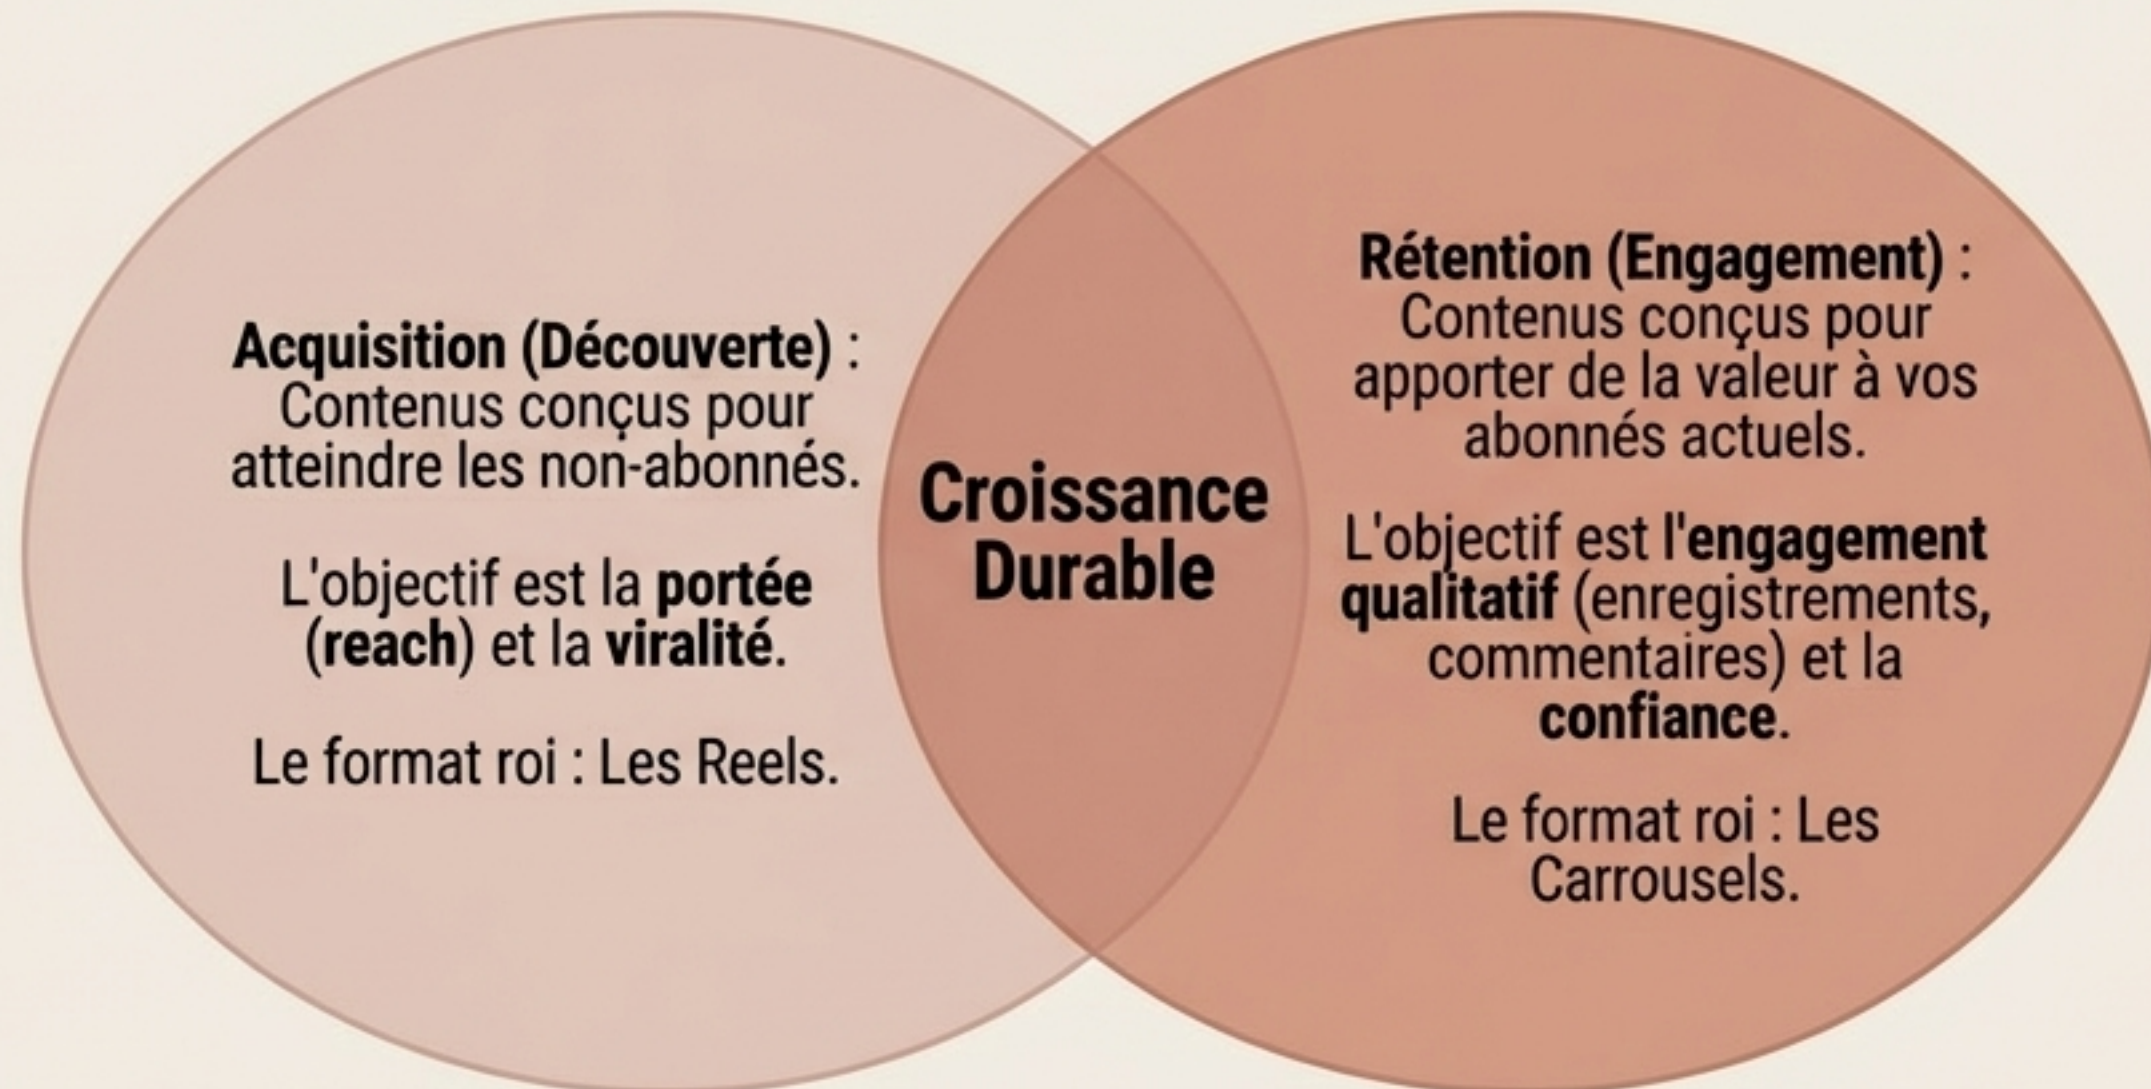 Acquisition (Découverte) :
Contenus conçus pour
atteindre les non-abonnés.
L'objectif est la portée
(reach) et la viralité.
Le format roi : Les Reels.
Croissance
Durable
Rétention (Engagement) :
Contenus conçus pour
apporter de la valeur à vos
abonnés actuels.
L'objectif est l'engagement
qualitatif (enregistrements,
commentaires) et la
confiance.
Le format roi : Les
Carrousels.